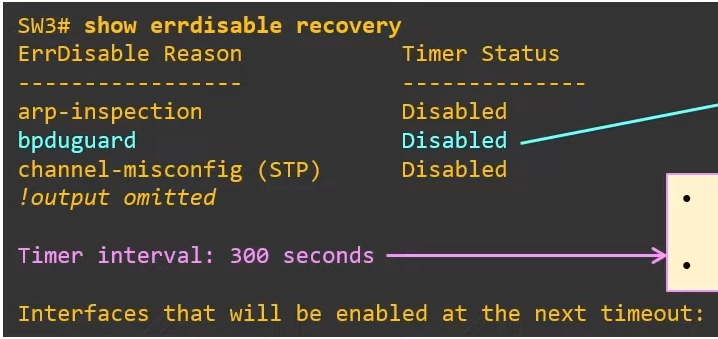 SW3# show errdisable recovery
ErrDisable Reason Timer Status
----------------- --------------
arp-inspection Disabled
bpduguard Disabled
channel-misconfig (STP) Disabled
!output omitted
Timer interval: 300 seconds
Interfaces that will be enabled at the next timeout: